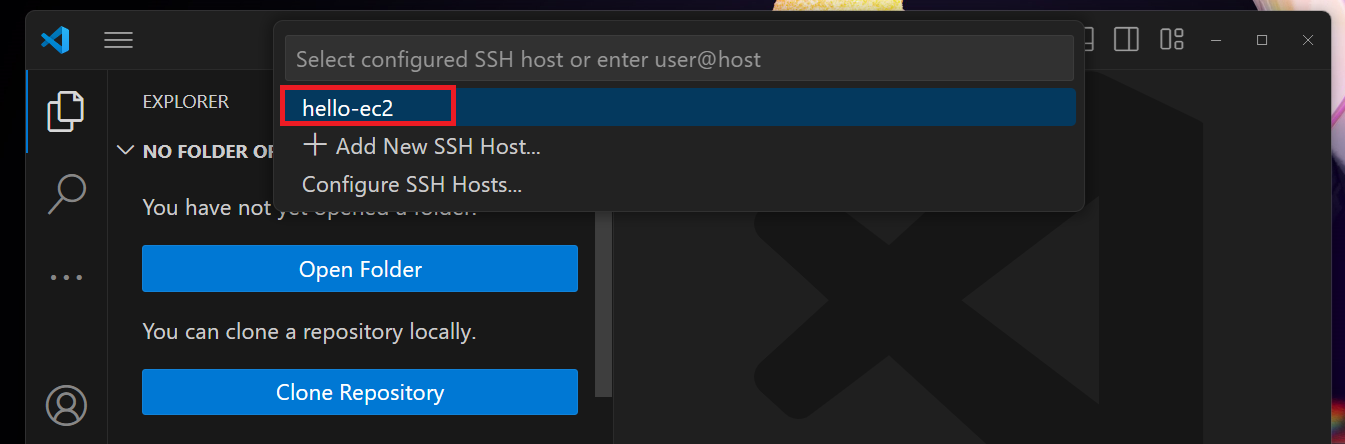 Select configured SSH host or enter user@host
hello-ec2
Add New SSH Host...
Configure SSH Hosts...
EXPLORER
NO FOLDER OP
You have not yet opened a folder.
Open Folder
You can clone a repository locally.
Clone Repository